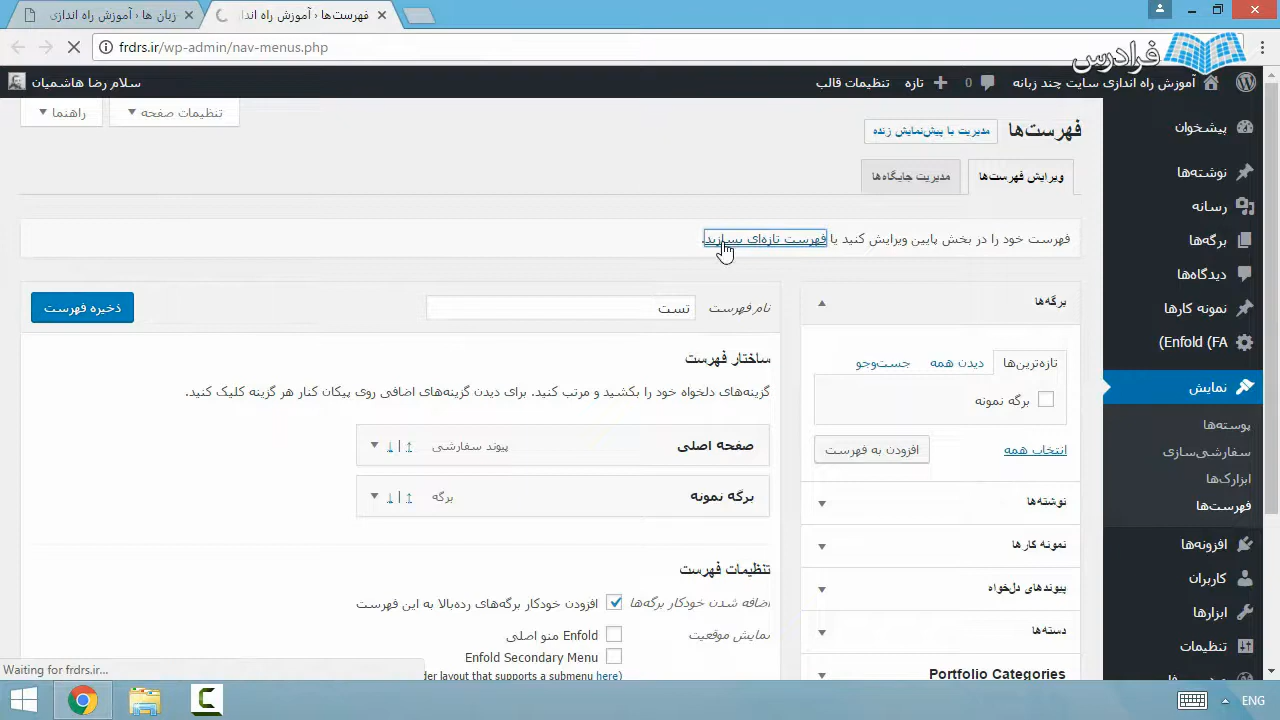 زبان ها ‹ آموزش راه اندازی
فهرست‌ها ‹ آموزش راه اندا
frdrs.ir/wp-admin/nav-menus.php
فرادرس
سلام رضا هاشمیان
آموزش راه اندازی سایت چند زبانه
0
تازه
تنظیمات قالب
راهنما
تنظیمات صفحه
فهرست‌ها
مدیریت با پیش‌نمایش زنده
ویرایش فهرست‌ها
مدیریت جایگاه‌ها
فهرست خود را در بخش پایین ویرایش کنید یا فهرست تازه‌ای بسازید.
برگه‌ها
تازه‌ترین‌ها
دیدن همه
جست‌وجو
برگه نمونه
انتخاب همه
افزودن به فهرست
نوشته‌ها
نمونه کارها
پیوندهای دلخواه
دسته‌ها
Portfolio Categories
نام فهرست
تست
ذخیره فهرست
ساختار فهرست
گزینه‌های دلخواه خود را بکشید و مرتب کنید. برای دیدن گزینه‌های اضافی روی پیکان کنار هر گزینه کلیک کنید.
صفحه اصلی
پیوند سفارشی
برگه نمونه
برگه
تنظیمات فهرست
اضافه شدن خودکار برگه‌ها
افزودن خودکار برگه‌های رده‌بالا به این فهرست
نمایش موقعیت
Enfold منو اصلی
Enfold Secondary Menu
der layout that supports a submenu here)
پیشخوان
نوشته‌ها
رسانه
برگه‌ها
دیدگاه‌ها
نمونه کارها
Enfold (FA)
نمایش
پوسته‌ها
سفارشی‌سازی
ابزارک‌ها
فهرست‌ها
افزونه‌ها
کاربران
ابزارها
تنظیمات
Waiting for frdrs.ir...
ENG